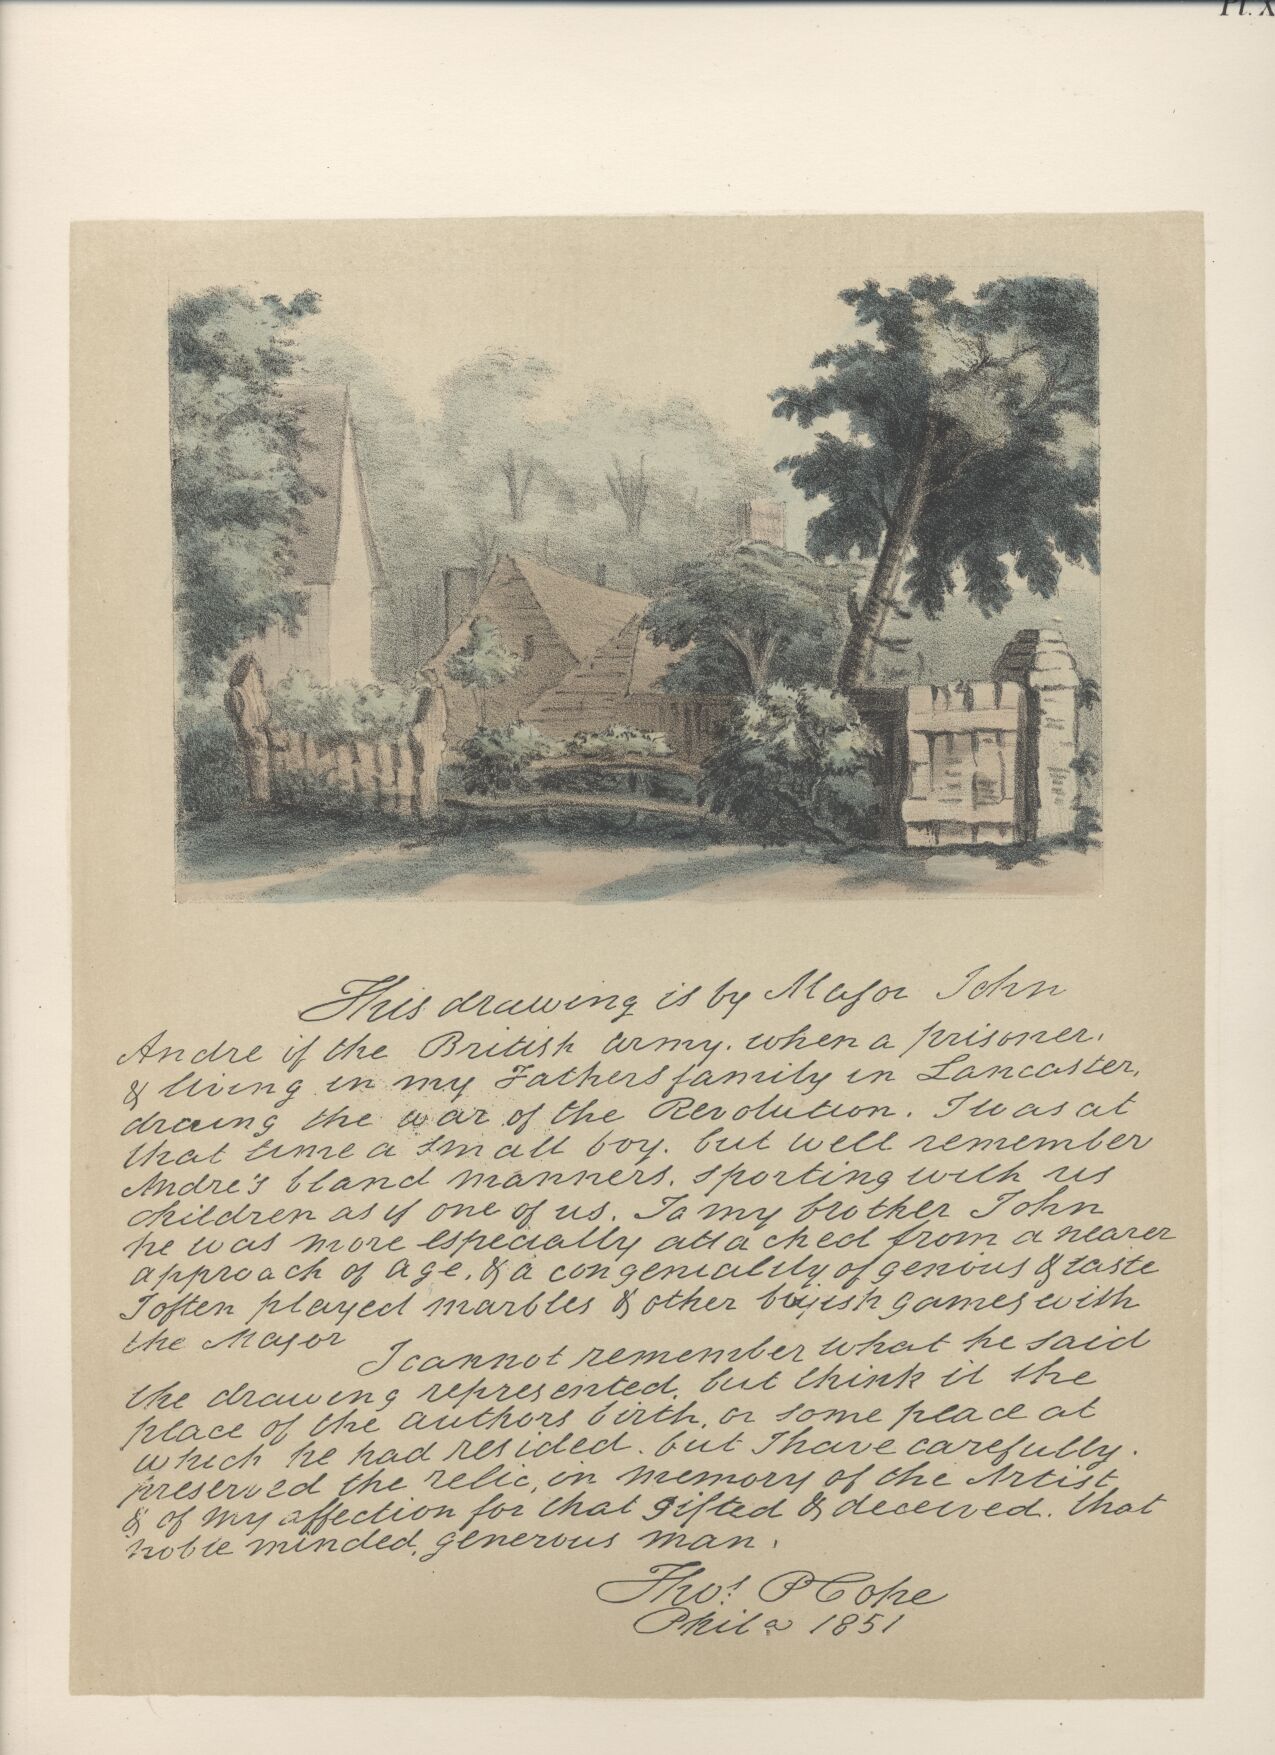 Pl. X
This drawing is by Major John
Andre of the British army. when a prisoner,
& living in my Fathers family in Lancaster,
during the war of the Revolution. I was at
that time a small boy. but well remember
Andre's bland manners. sporting with us
children as if one of us. To my brother John
he was more especially attached from a nearer
approach of age, & a congeniality of genious & taste
I often played marbles & other boyish games with
the Major
I cannot remember what he said
the drawing represented, but think it the
place of the authors birth, or some place at
which he had resided. but I have carefully.
preserved the relic, in memory of the Artist
& of my affection for that gifted & deceived. that
noble minded, generous man.
Thos. P Cope
Phila 1851